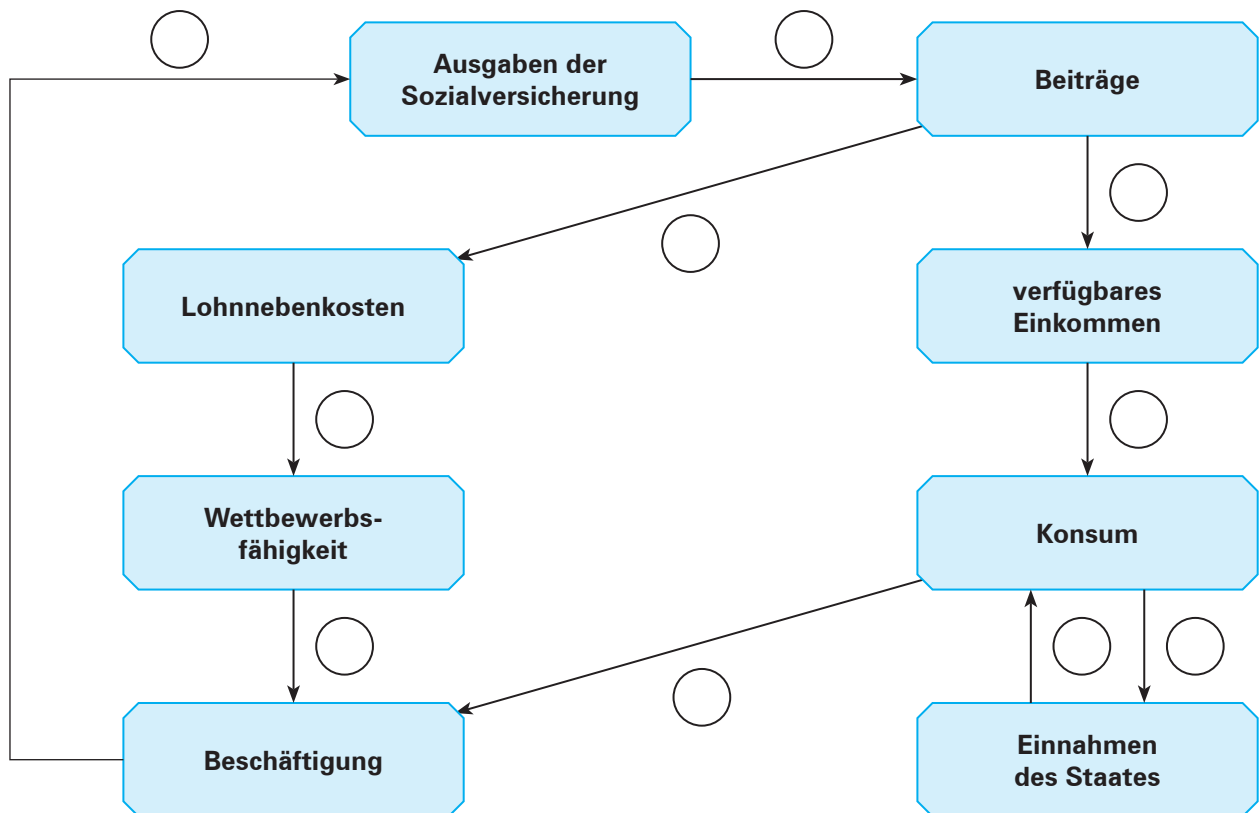 Ausgaben der
Sozialversicherung
Beiträge
Lohnnebenkosten
verfügbares
Einkommen
Wettbewerbs-
fähigkeit
Konsum
Beschäftigung
Einnahmen
des Staates